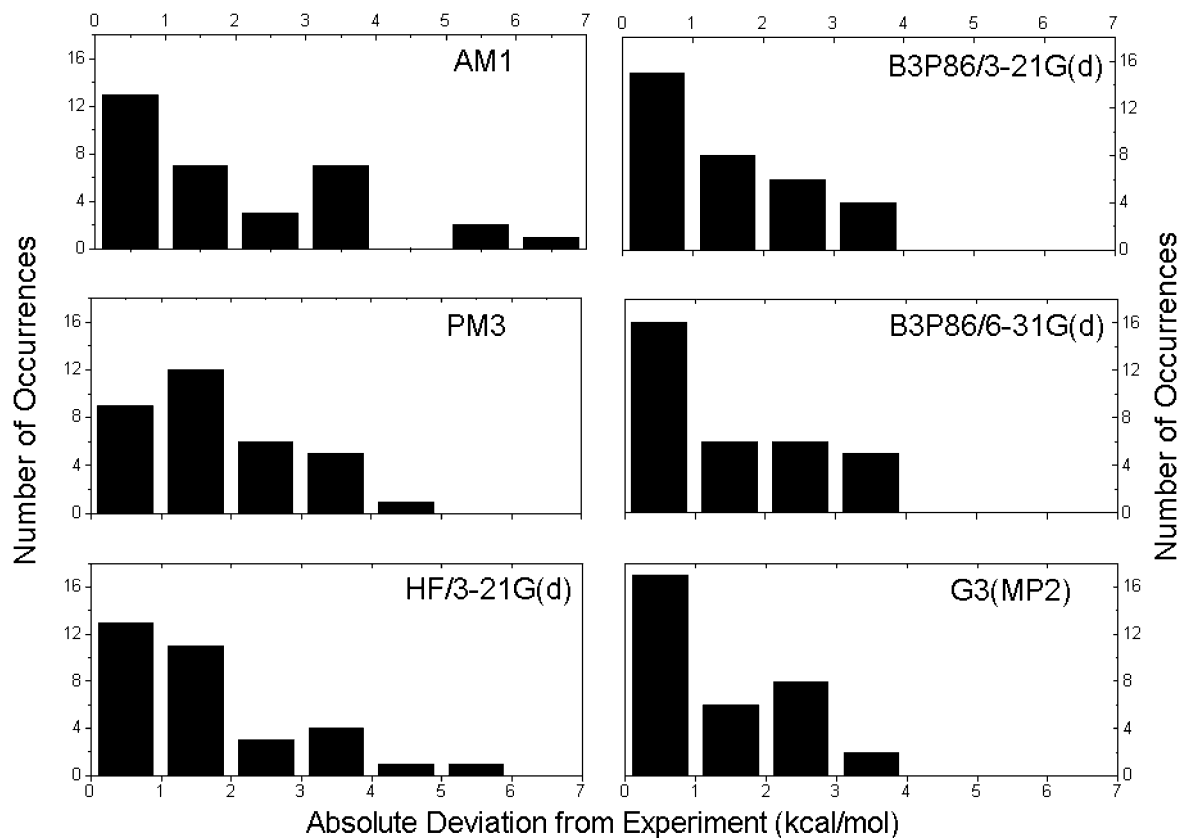 0 1 2 3 4 5 6 7
0 1 2 3 4 5 6 7
AM1
16
12
8
4
0
B3P86/3-21G(d)
16
12
8
4
0
PM3
16
12
8
4
0
B3P86/6-31G(d)
16
12
8
4
0
HF/3-21G(d)
16
12
8
4
0
0 1 2 3 4 5 6 7
G3(MP2)
16
12
8
4
0
0 1 2 3 4 5 6 7
Number of Occurrences
Number of Occurrences
Absolute Deviation from Experiment (kcal/mol)